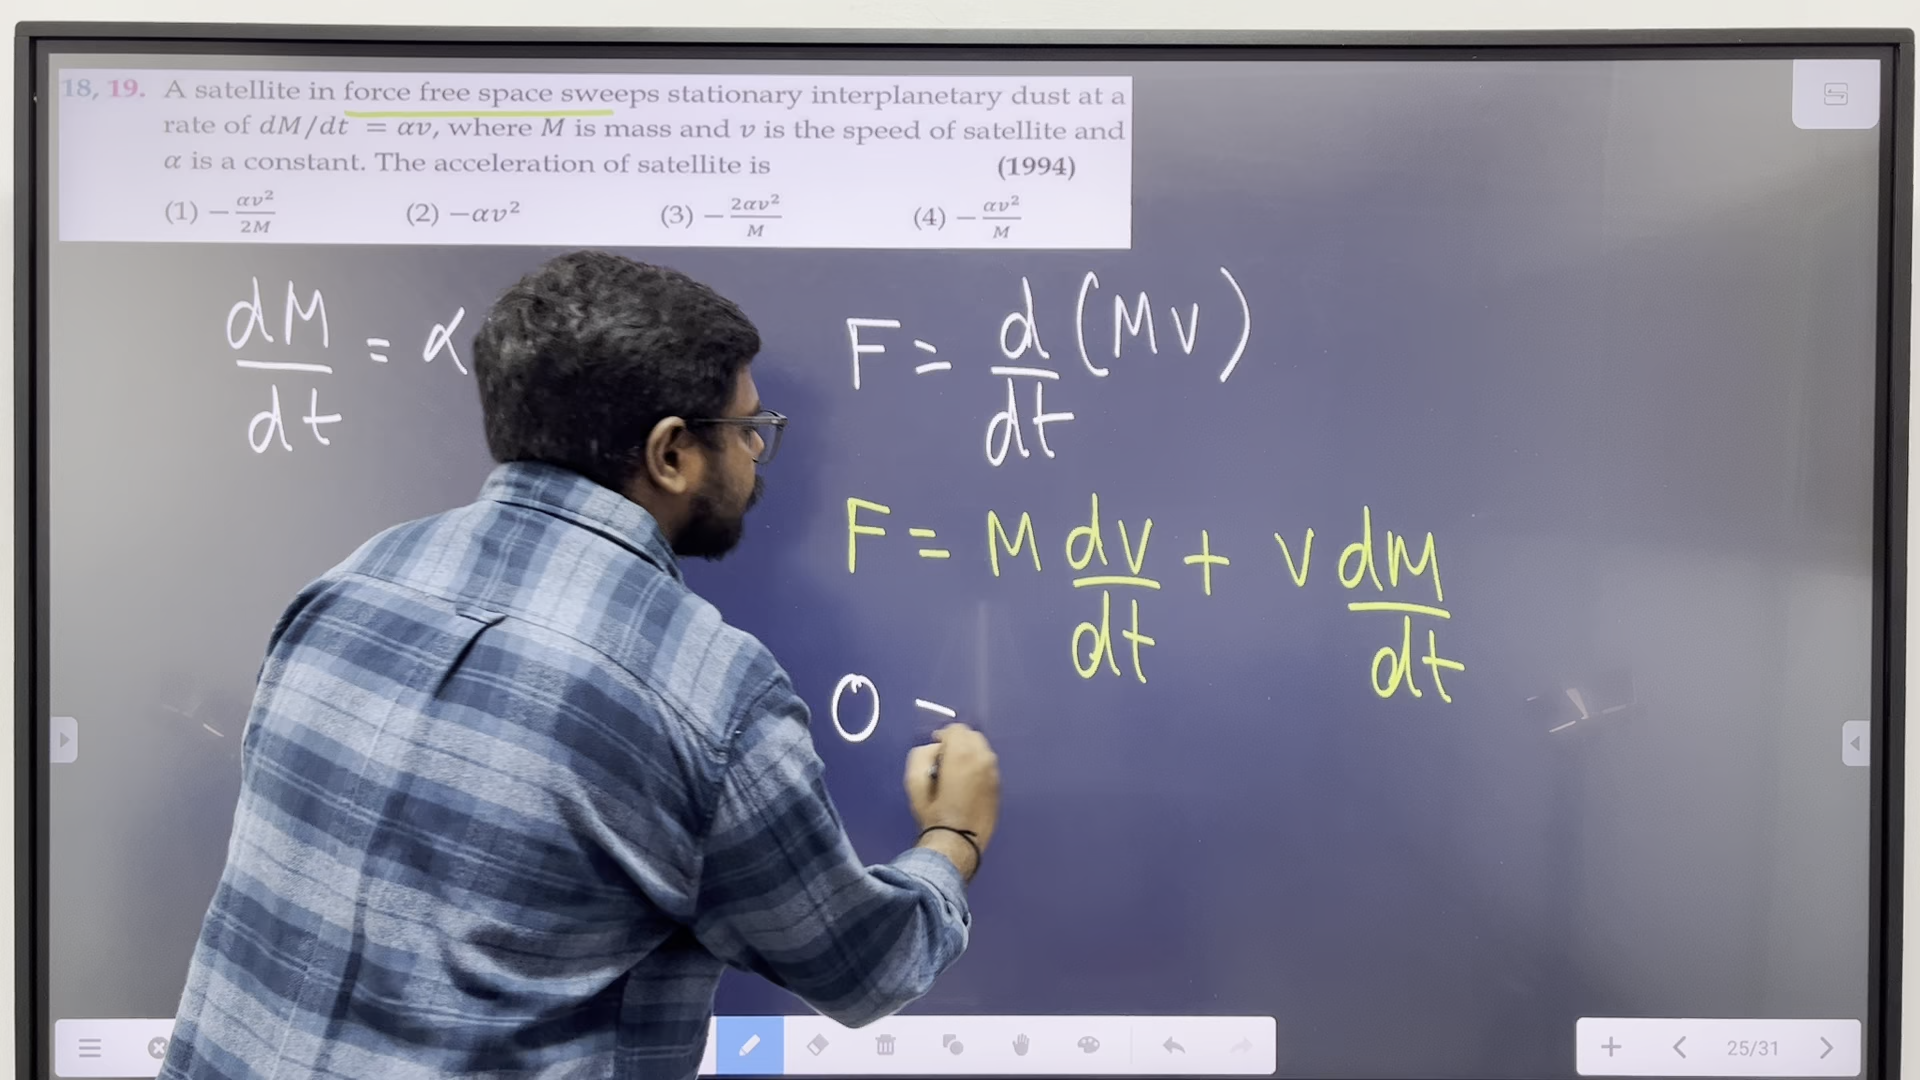 18, 19. A satellite in force free space sweeps stationary interplanetary dust at a
rate of dM/dt = αv, where M is mass and v is the speed of satellite and
α is a constant. The acceleration of satellite is (1994)
(1) −αv²/2M (2) −αv² (3) −2αv²/M (4) −αv²/M
dM/dt = α
F = d/dt (Mv)
F = M dv/dt + v dM/dt
0 -
25/31